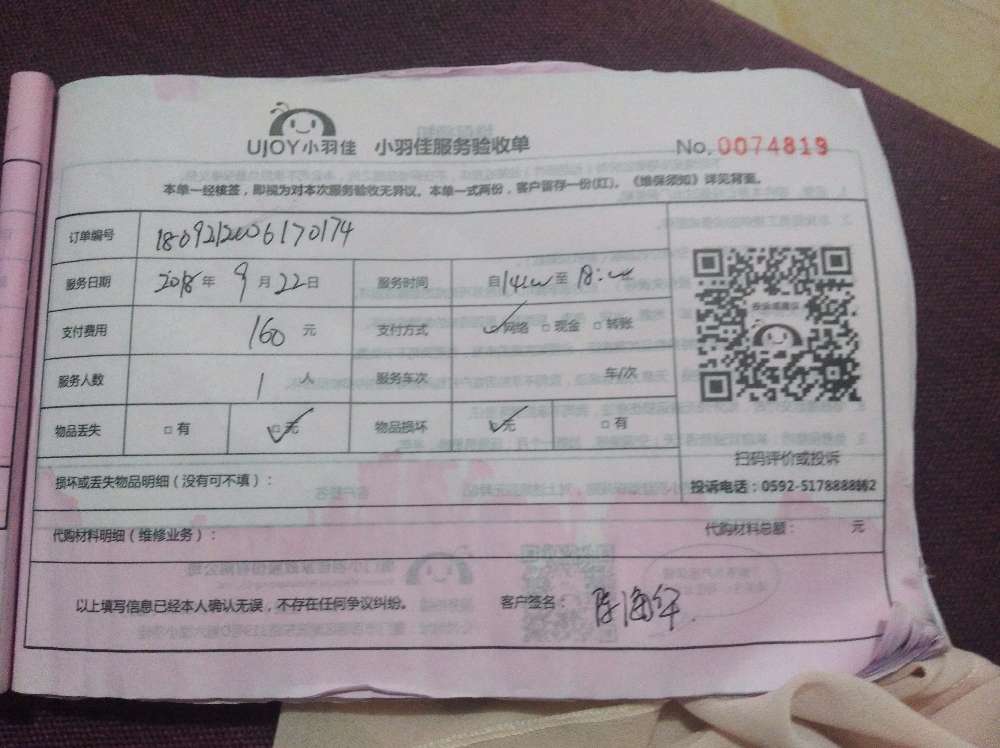 UJOY小羽佳 小羽佳服务验收单 No. 0074819
本单一经核签，即视为对本次服务验收无异议。本单一式两份，客户留存一份(红)。《维保须知》详见背面。
订单编号
服务日期 2018 年 9 月 22 日 服务时间 自 14:00 至 18:00
支付费用 160 元 支付方式 ☑网络 □现金 □转账
服务人数 1 人 服务车次 车/次
物品丢失 □有 ☑无 物品损坏 ☑无 □有
投诉或建议
扫码评价或投诉
投诉电话：0592-5178888转2
损坏或丢失物品明细（没有可不填）：
代购材料明细（维修业务）： 代购材料总额： 元
以上填写信息已经本人确认无误，不存在任何争议纠纷。 客户签名：